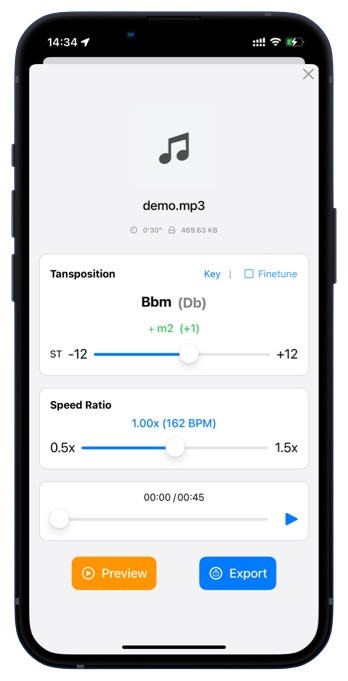 14:34
demo.mp3
0'30" 469.63 KB
Tansposition Key | Finetune
Bbm (Db)
+ m2 (+1)
ST -12 +12
Speed Ratio
1.00x (162 BPM)
0.5x 1.5x
00:00/00:45
Preview Export